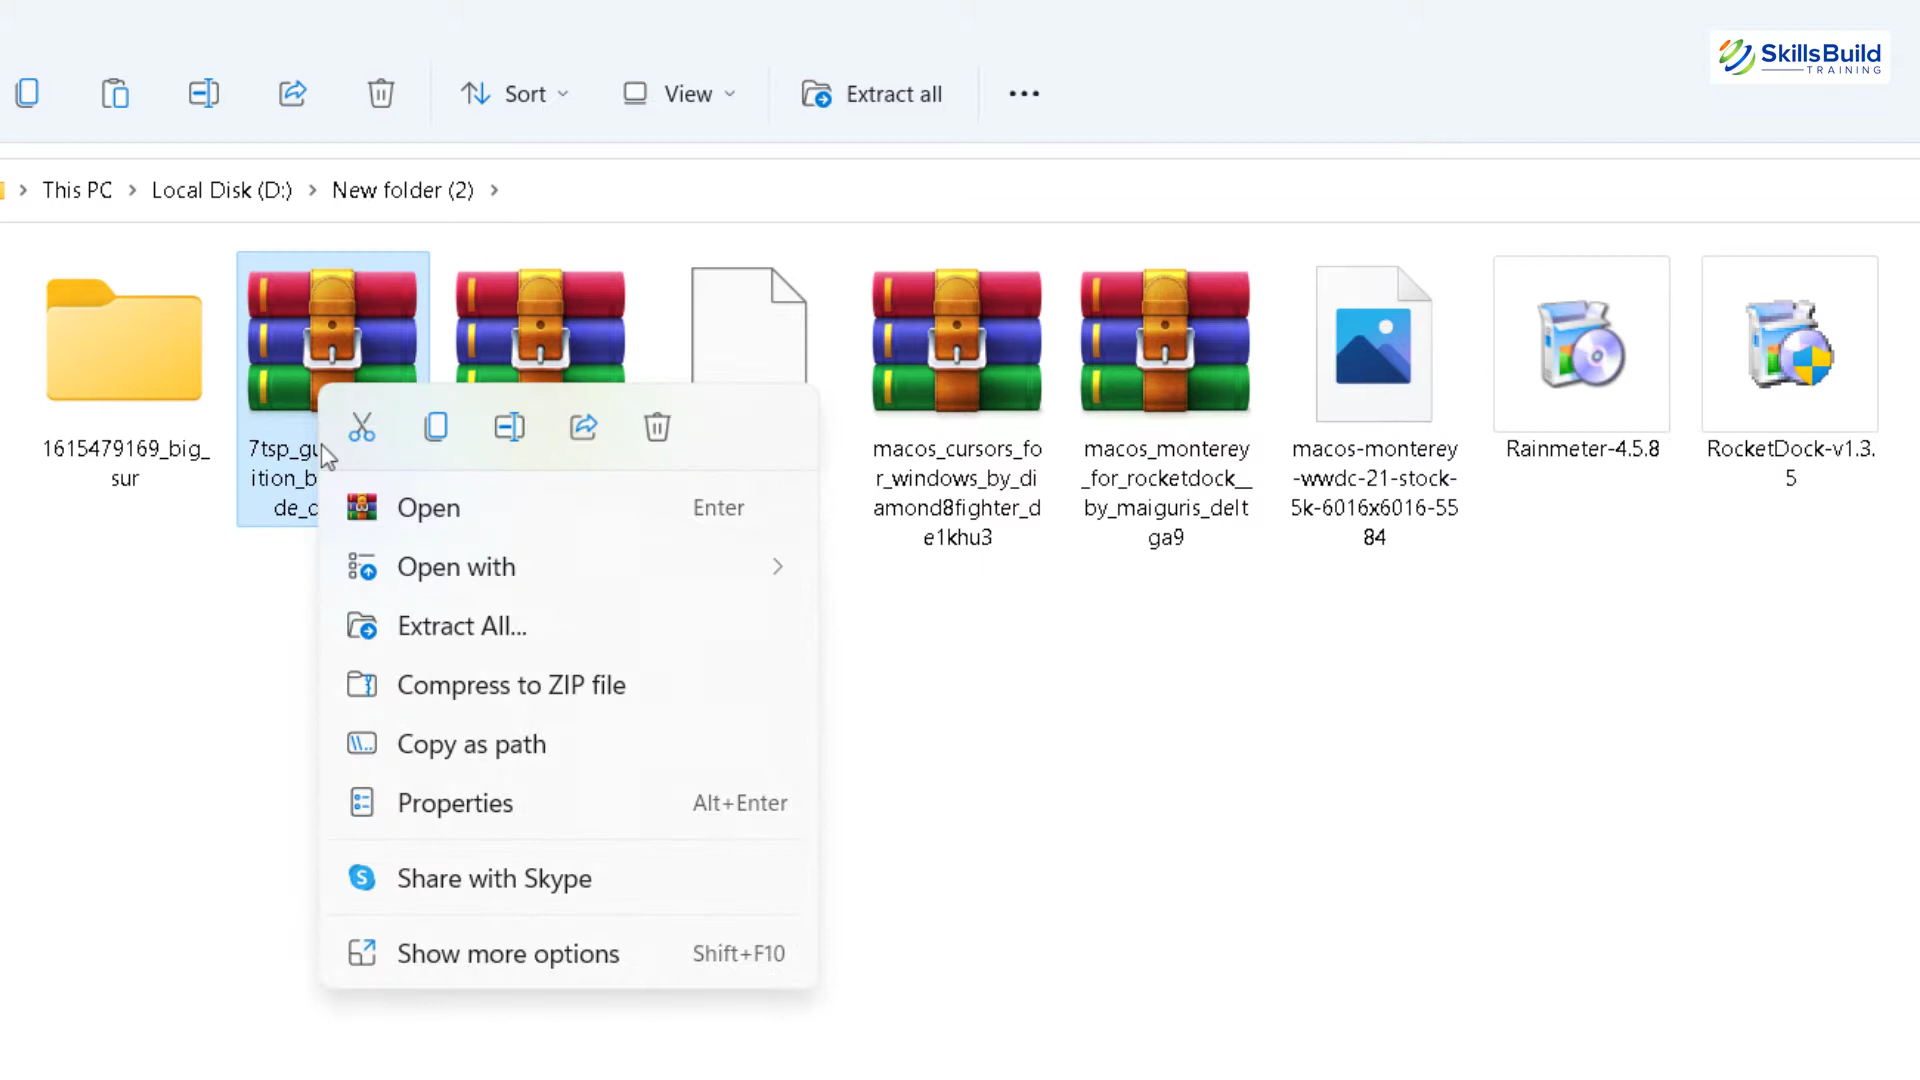 SkillsBuild
TRAINING
Sort
View
Extract all
This PC
Local Disk (D:)
New folder (2)
1615479169_big_
sur
7tsp_gu
ition_b
de_
macos_cursors_fo
r_windows_by_di
amond8fighter_d
e1khu3
macos_monterey
_for_rocketdock__
by_maiguris_delt
ga9
macos-monterey
-wwdc-21-stock-
5k-6016x6016-55
84
Rainmeter-4.5.8
RocketDock-v1.3.
5
Open Enter
Open with
Extract All...
Compress to ZIP file
Copy as path
Properties Alt+Enter
Share with Skype
Show more options Shift+F10